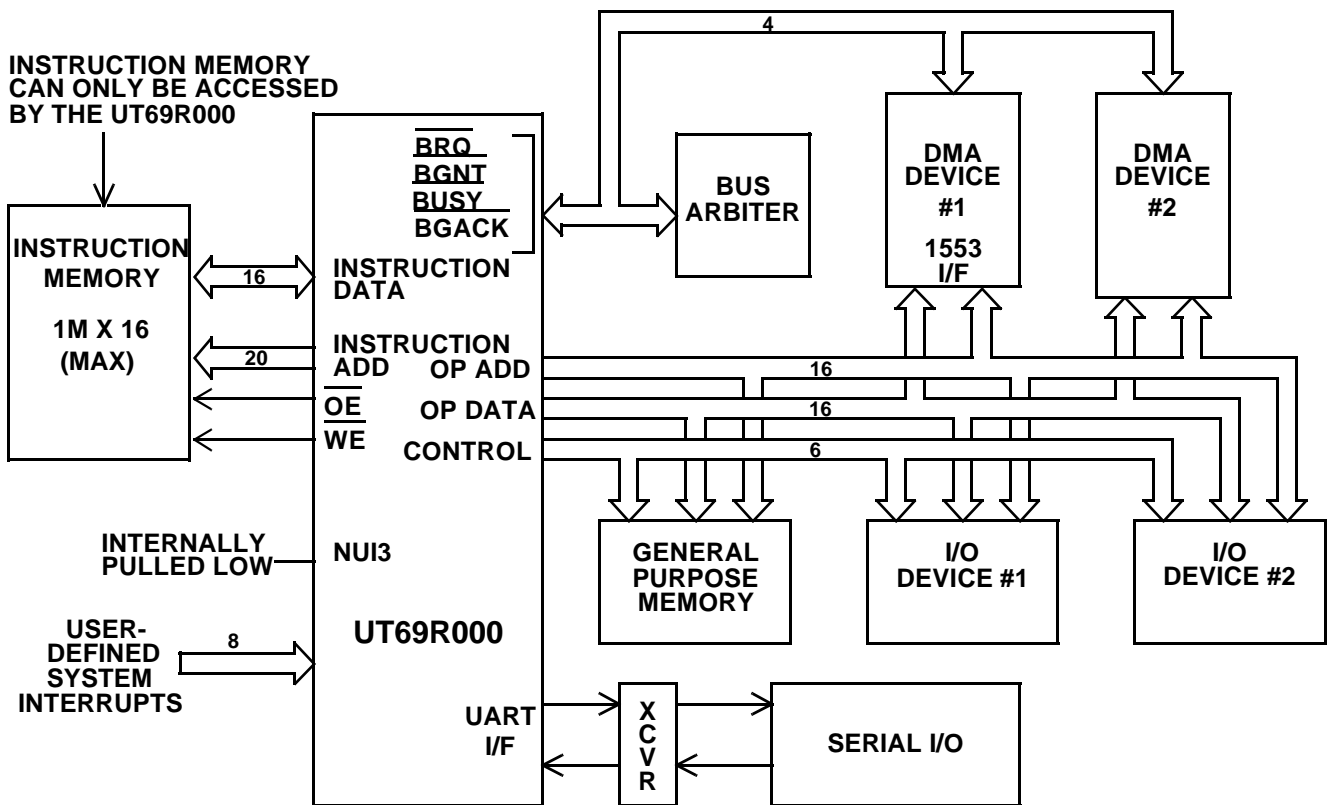 INSTRUCTION MEMORY
CAN ONLY BE ACCESSED
BY THE UT69R000
INSTRUCTION
MEMORY
1M X 16
(MAX)
16
20
BRQ
BGNT
BUSY
BGACK
INSTRUCTION
DATA
INSTRUCTION
ADD
OP ADD
OE
OP DATA
WE
CONTROL
NUI3
UT69R000
UART
I/F
INTERNALLY
PULLED LOW
USER-
DEFINED
SYSTEM
INTERRUPTS
8
4
BUS
ARBITER
DMA
DEVICE
#1
1553
I/F
DMA
DEVICE
#2
16
16
6
GENERAL
PURPOSE
MEMORY
I/O
DEVICE #1
I/O
DEVICE #2
X
C
V
R
SERIAL I/O